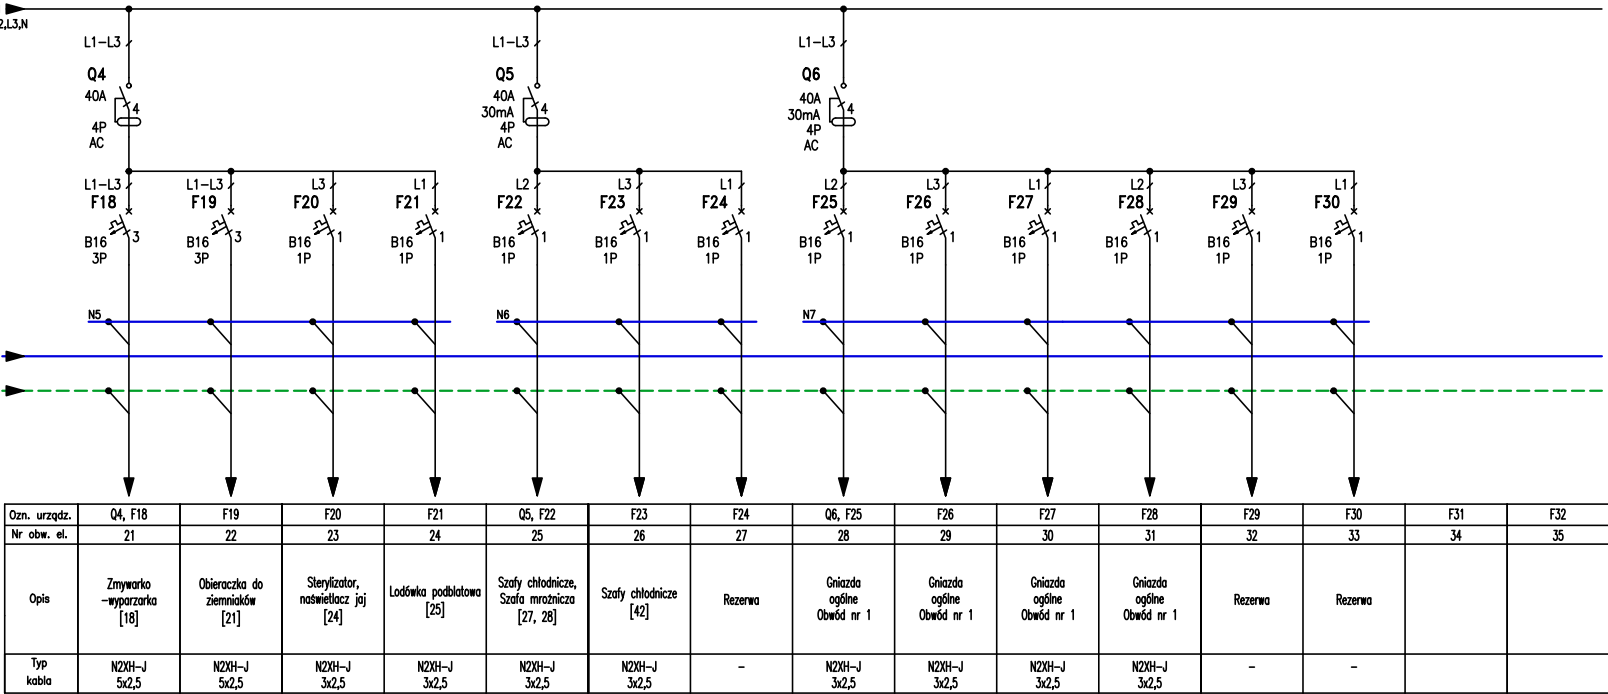 2,L3,N
L1-L3 L1-L3 L1-L3
Q4 Q5 Q6
40A 40A 40A
4 30mA 4 30mA 4
4P 4P 4P
AC AC AC
L1-L3 L1-L3 L3 L1 L2 L3 L1 L2 L3 L1 L2 L3 L1
F18 F19 F20 F21 F22 F23 F24 F25 F26 F27 F28 F29 F30
B16 3 B16 3 B16 1 B16 1 B16 1 B16 1 B16 1 B16 1 B16 1 B16 1 B16 1 B16 1 B16 1
3P 3P 1P 1P 1P 1P 1P 1P 1P 1P 1P 1P 1P
N5 N6 N7
Ozn. urządz. Q4, F18 F19 F20 F21 Q5, F22 F23 F24 Q6, F25 F26 F27 F28 F29 F30 F31 F32
Nr obw. el. 21 22 23 24 25 26 27 28 29 30 31 32 33 34 35
Opis
Zmywarko
-wyparzarka
[18]
Obieraczka do
ziemniaków
[21]
Sterylizator,
naświetlacz jaj
[24]
Lodówka podblatowa
[25]
Szafy chłodnicze,
Szafa mroźnicza
[27, 28]
Szafy chłodnicze
[42]
Rezerwa
Gniazda
ogólne
Obwód nr 1
Gniazda
ogólne
Obwód nr 1
Gniazda
ogólne
Obwód nr 1
Gniazda
ogólne
Obwód nr 1
Rezerwa
Rezerwa
Typ
kabla
N2XH-J
5x2,5
N2XH-J
5x2,5
N2XH-J
3x2,5
N2XH-J
3x2,5
N2XH-J
3x2,5
N2XH-J
3x2,5
-
N2XH-J
3x2,5
N2XH-J
3x2,5
N2XH-J
3x2,5
N2XH-J
3x2,5
-
-